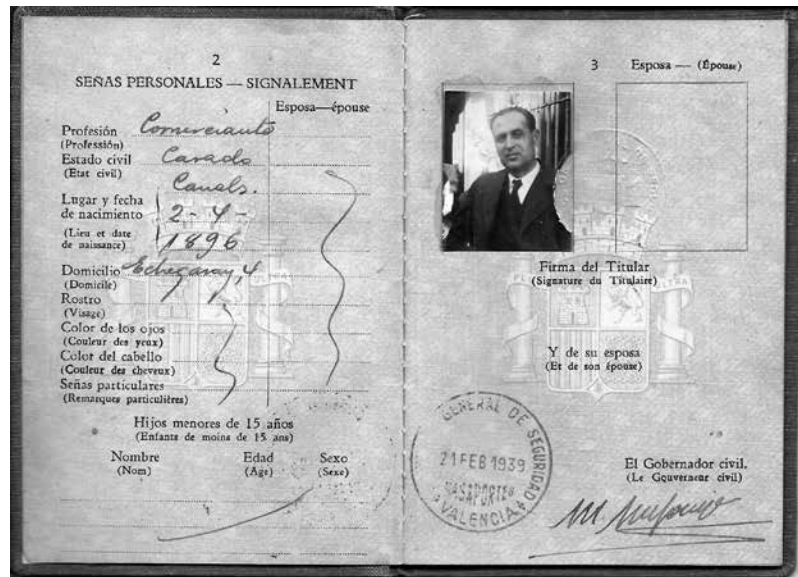 2
SEÑAS PERSONALES — SIGNALEMENT
Esposa—épouse
Profesión Comerciante
(Profession)
Estado civil Casado
(Etat civil)
Canals.
Lugar y fecha
de nacimiento 2-4-
(Lieu et date
de naissance) 1896
Domicilio Echegaray, 4
(Domicile)
Rostro
(Visage)
Color de los ojos
(Couleur des yeux)
Color del cabello
(Couleur des cheveux)
Señas particulares
(Remarques particulières)
Hijos menores de 15 años
(Enfants de moins de 15 ans)
Nombre Edad Sexo
(Nom) (Age) (Sexe)
3 Esposa — (Épouse)
Firma del Titular
(Signature du Titulaire)
Y de su esposa
(Et de son épouse)
GENERAL DE SEGURIDAD
21 FEB 1939
PASAPORTES
VALENCIA
El Gobernador civil.
(Le Gouverneur civil)